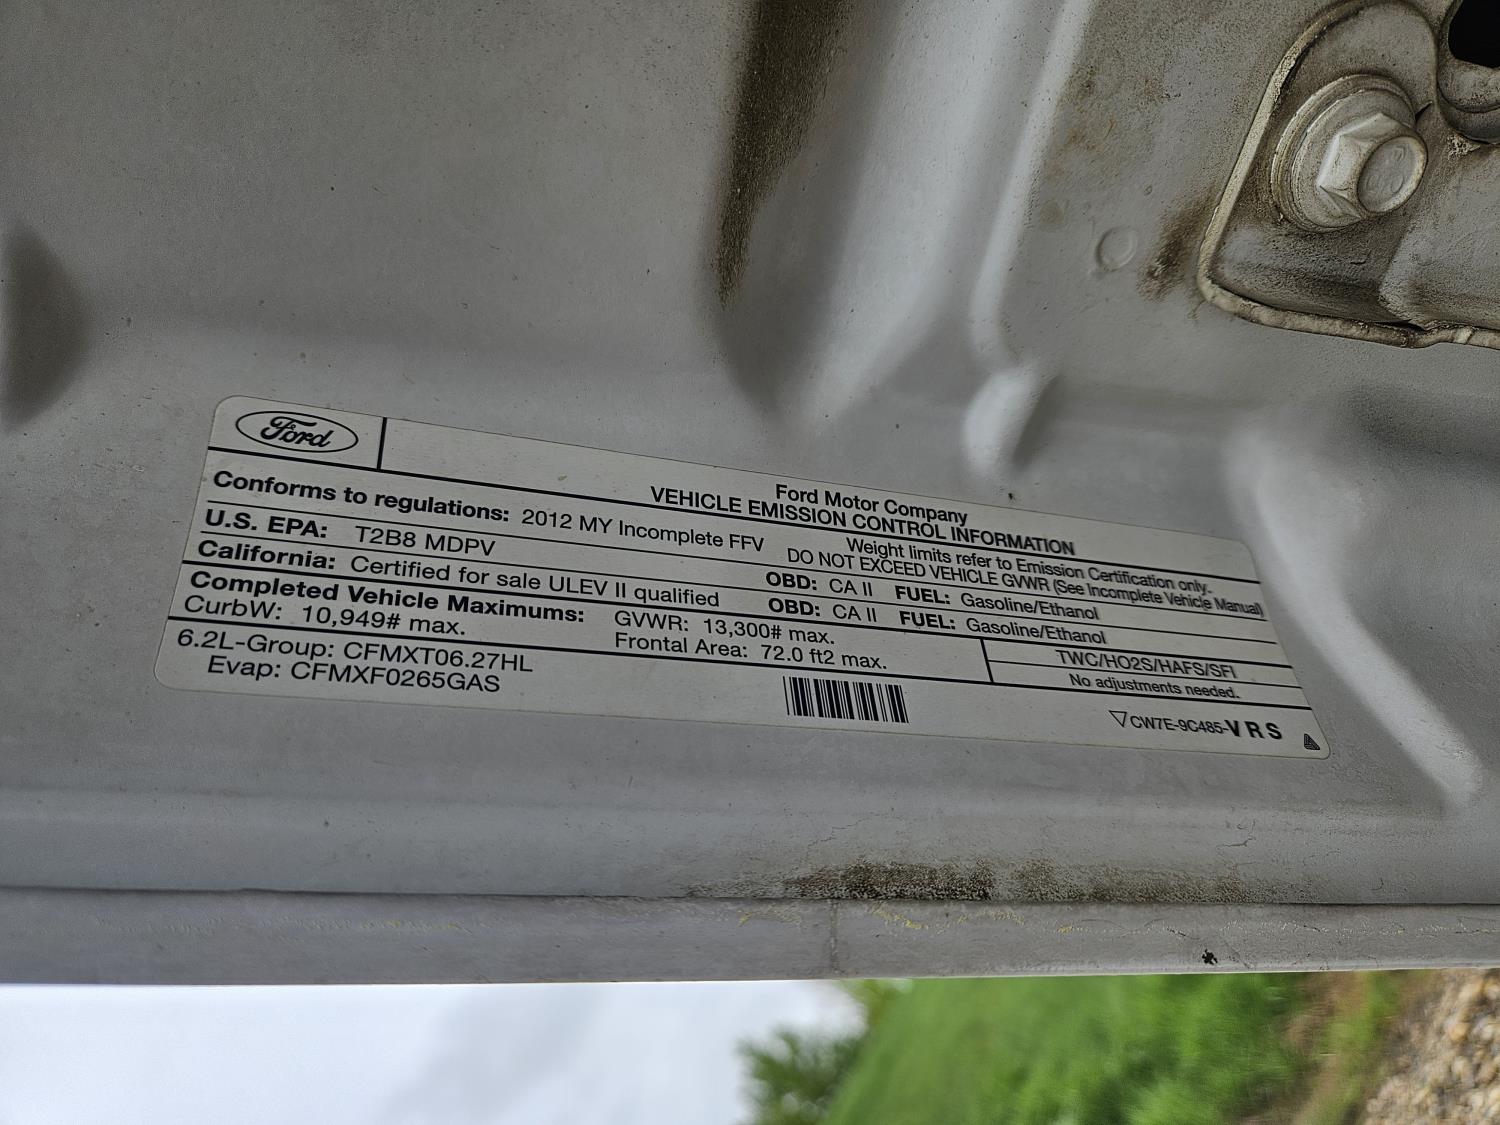 Ford
Ford Motor Company
VEHICLE EMISSION CONTROL INFORMATION
Conforms to regulations: 2012 MY Incomplete FFV
Weight limits refer to Emission Certification only.
DO NOT EXCEED VEHICLE GVWR (See Incomplete Vehicle Manual)
U.S. EPA: T2B8 MDPV OBD: CA II FUEL: Gasoline/Ethanol
California: Certified for sale ULEV II qualified OBD: CA II FUEL: Gasoline/Ethanol
Completed Vehicle Maximums: GVWR: 13,300# max.
CurbW: 10,949# max. Frontal Area: 72.0 ft2 max.
TWC/HO2S/HAFS/SFI
No adjustments needed.
6.2L-Group: CFMXT06.27HL
Evap: CFMXF0265GAS
CW7E-9C485-VRS